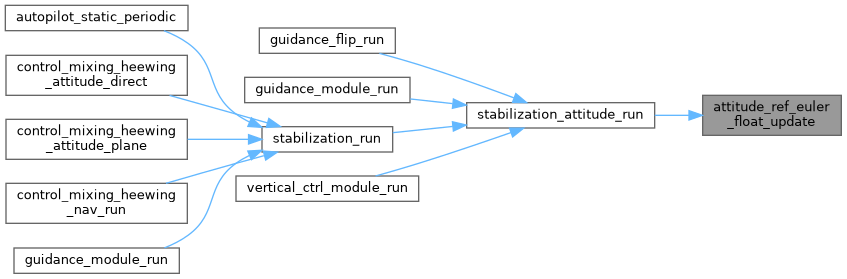 autopilot_static_periodic
control_mixing_heewing
_attitude_direct
control_mixing_heewing
_attitude_plane
control_mixing_heewing
_nav_run
guidance_module_run
stabilization_run
guidance_flip_run
guidance_module_run
vertical_ctrl_module_run
stabilization_attitude_run
attitude_ref_euler
_float_update